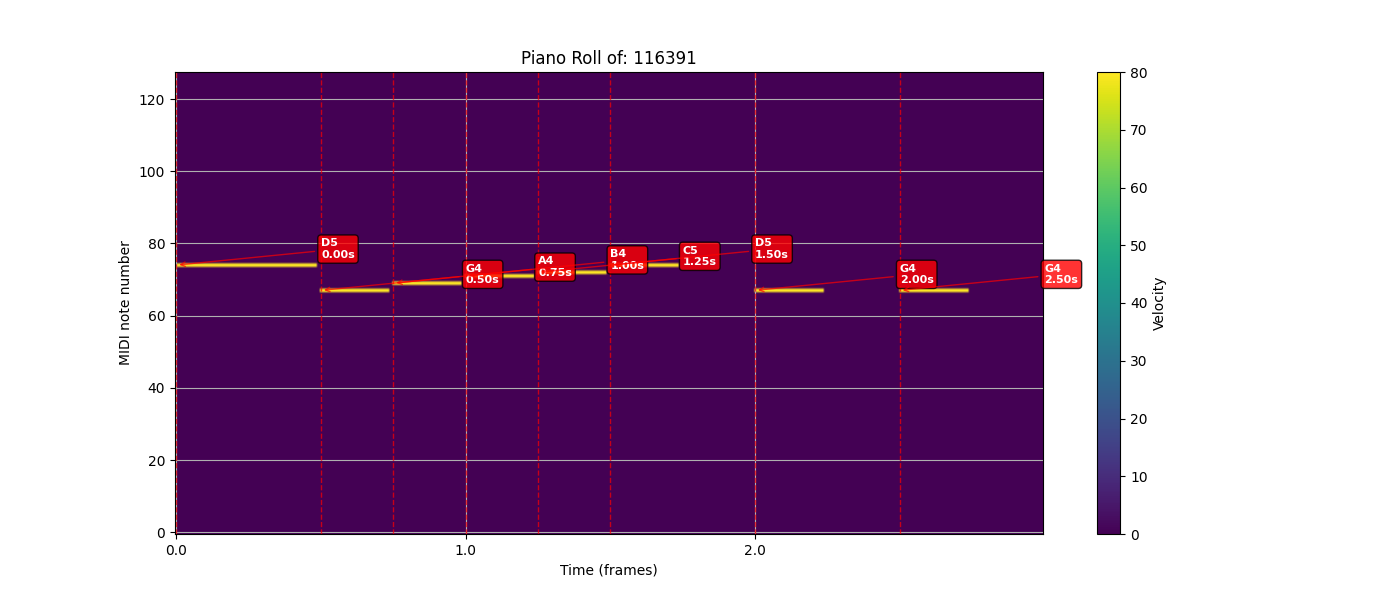 Piano Roll of: 116391
MIDI note number
120
100
80
60
40
20
0
D5
0.00s
G4
0.50s
A4
0.75s
B4
1.00s
C5
1.25s
D5
1.50s
G4
2.00s
G4
2.50s
0.0
1.0
2.0
Time (frames)
80
70
60
50
40
30
20
10
0
Velocity